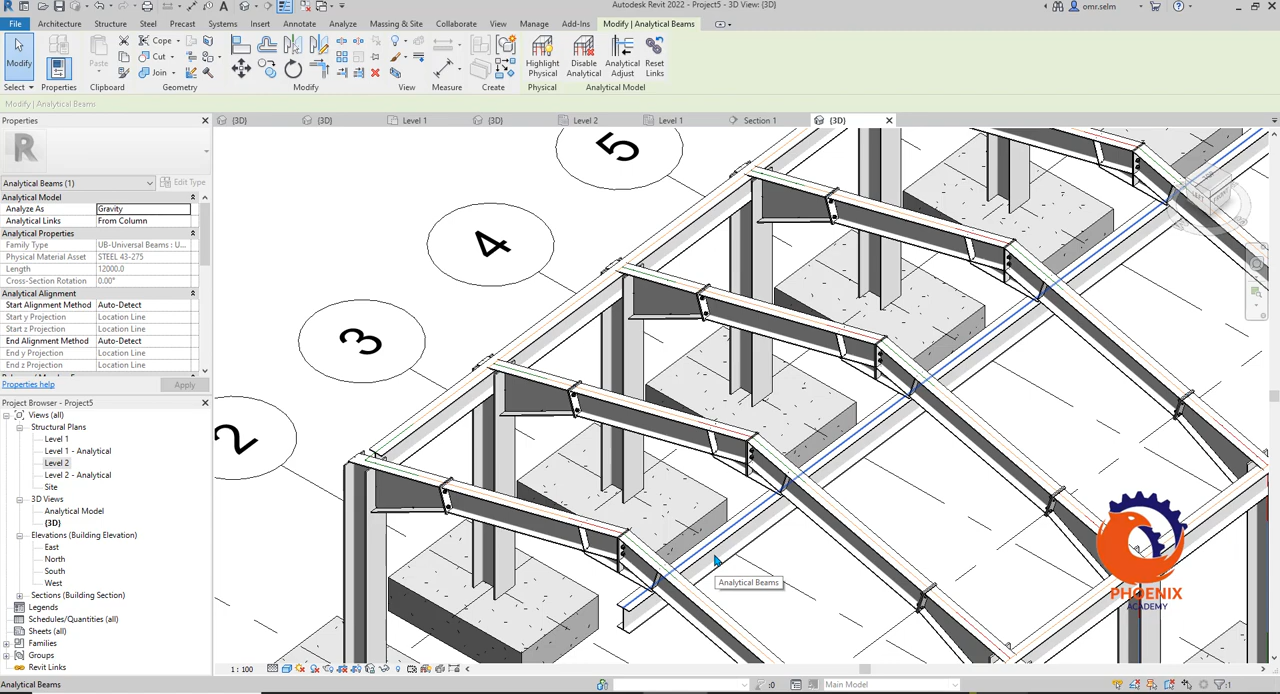 Autodesk Revit 2022 - Project5 - 3D View: {3D}
omr.selm
File Architecture Structure Steel Precast Systems Insert Annotate Analyze Massing & Site Collaborate View Manage Add-Ins Modify | Analytical Beams
Modify
Paste
Cope
Cut
Join
Highlight Physical
Disable Analytical
Analytical Adjust
Reset Links
Select Properties Clipboard Geometry Modify View Measure Create Physical Analytical Model
Modify | Analytical Beams
Properties
{3D} {3D} Level 1 {3D} Level 2 Level 1 Section 1 {3D}
Analytical Beams (1) Edit Type
Analytical Model
Analyze As Gravity
Analytical Links From Column
Analytical Properties
Family Type UB-Universal Beams : U...
Physical Material Asset STEEL 43-275
Length 12000.0
Cross-Section Rotation 0.00°
Analytical Alignment
Start Alignment Method Auto-Detect
Start y Projection Location Line
Start z Projection Location Line
End Alignment Method Auto-Detect
End y Projection Location Line
End z Projection Location Line
Properties help Apply
Project Browser - Project5
Views (all)
Structural Plans
Level 1
Level 1 - Analytical
Level 2
Level 2 - Analytical
Site
3D Views
Analytical Model
{3D}
Elevations (Building Elevation)
East
North
South
West
Sections (Building Section)
Legends
Schedules/Quantities (all)
Sheets (all)
Families
Groups
Revit Links
5
4
3
2
Analytical Beams
PHOENIX
ACADEMY
1 : 100
Analytical Beams
:0 Main Model :1